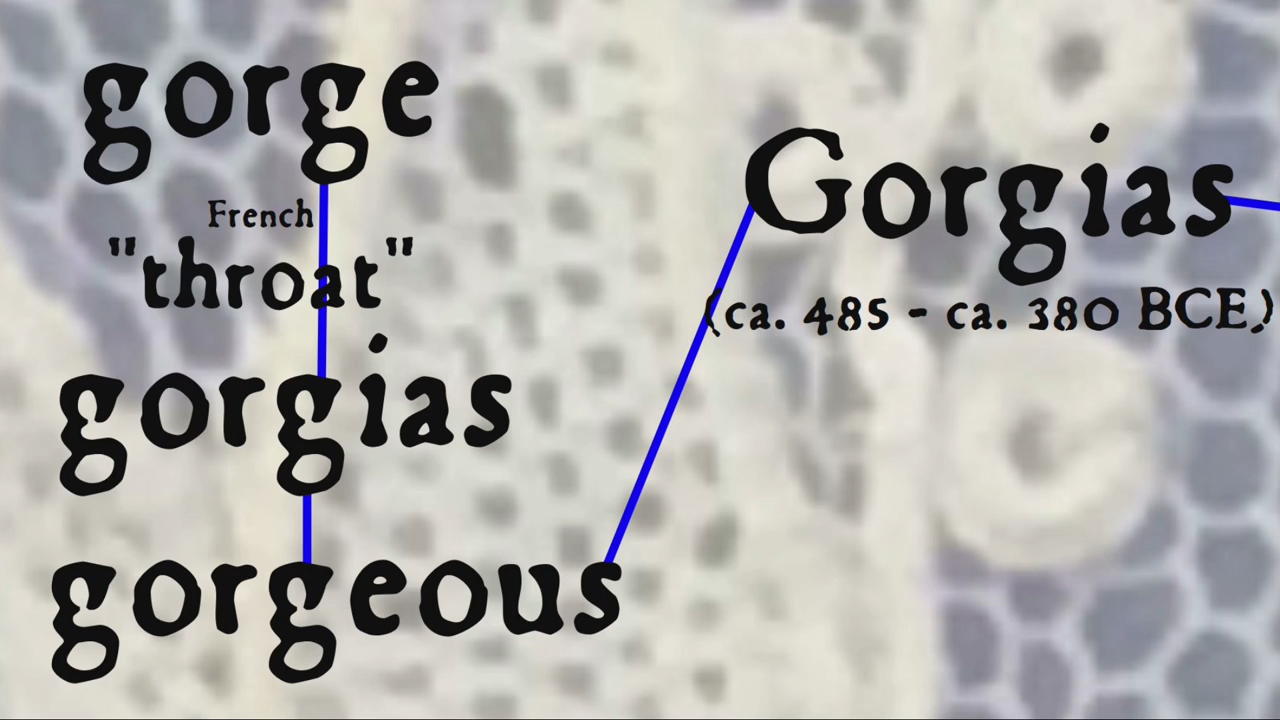 gorge
French
"throat"
gorgias
gorgeous
Gorgias
(ca. 485 - ca. 380 BCE)